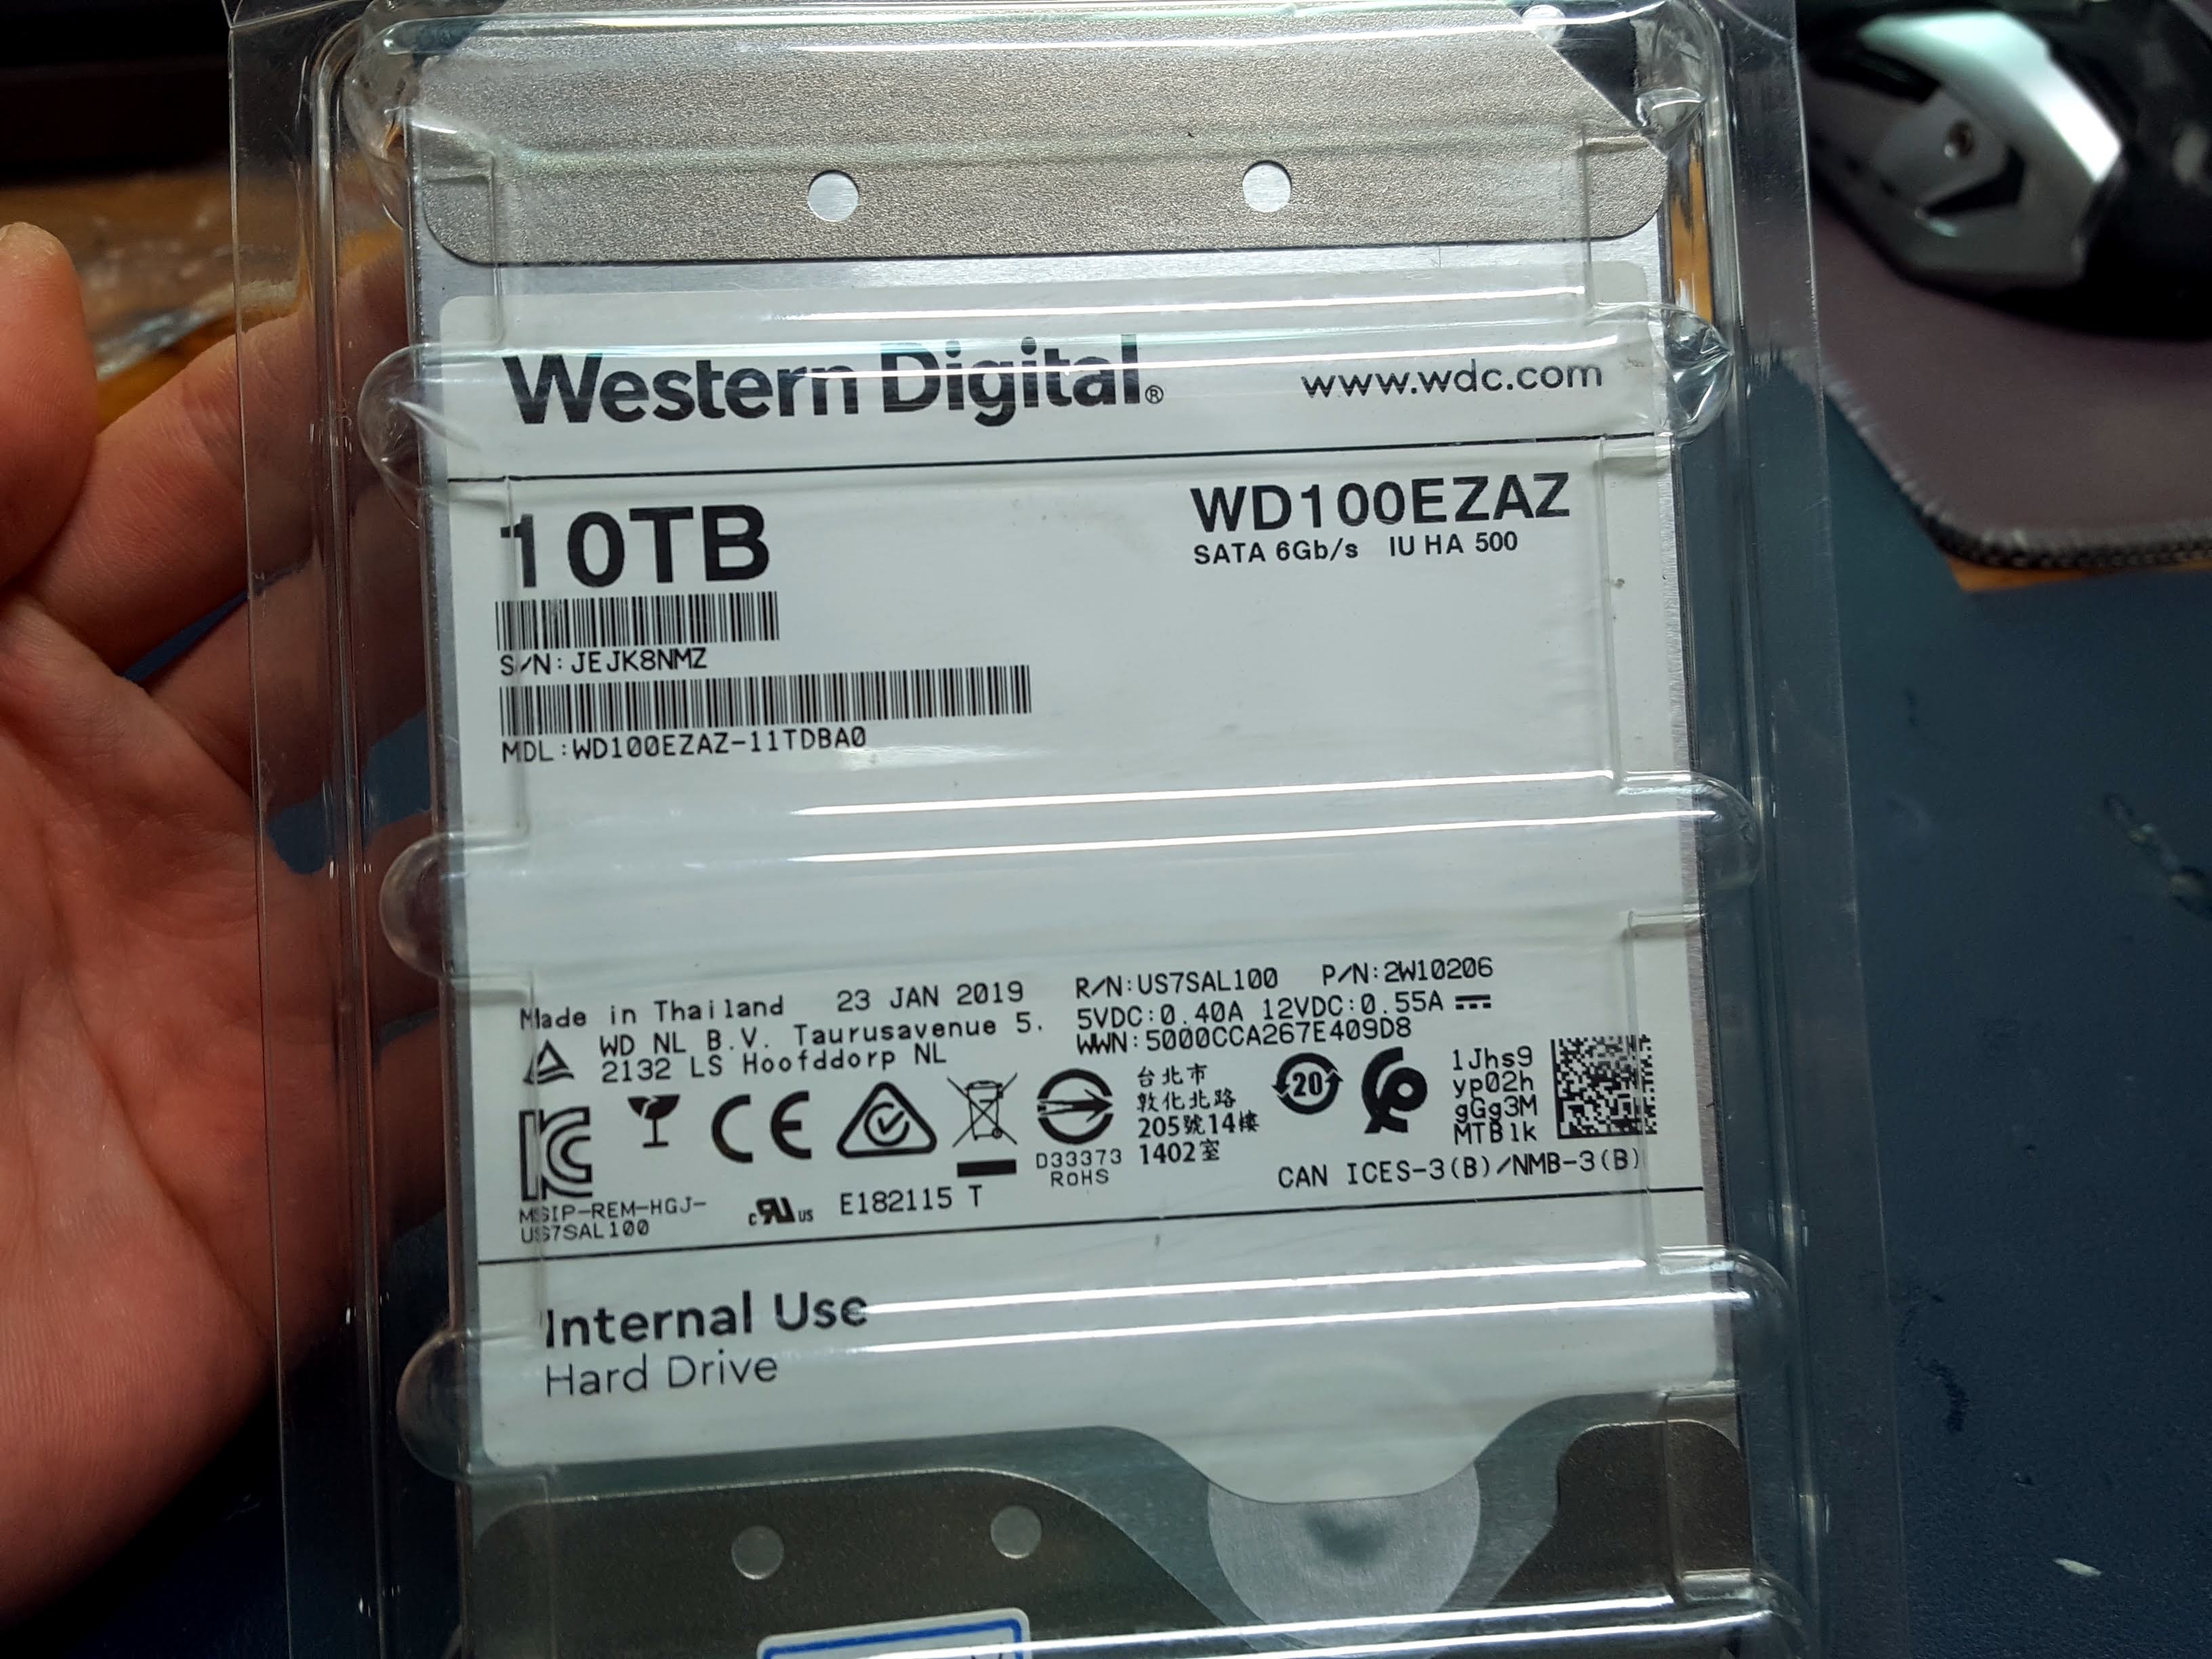 Western Digital®
www.wdc.com
10TB
WD100EZAZ
SATA 6Gb/s IU HA 500
S/N:JEJK8NMZ
MDL:WD100EZAZ-11TDBA0
Made in Thailand 23 JAN 2019
R/N:US7SAL100 P/N:2W10206
WD NL B.V. Taurusavenue 5.
2132 LS Hoofddorp NL
5VDC:0.40A 12VDC:0.55A
WWN:5000CCA267E409D8
台北市
敦化北路
205號14樓
1402室
20
1Jhs9
yp02h
gGg3M
MTB1k
D33373
RoHS
CAN ICES-3(B)/NMB-3(B)
MSIP-REM-HGJ-
US7SAL100
c US E182115 T
Internal Use
Hard Drive